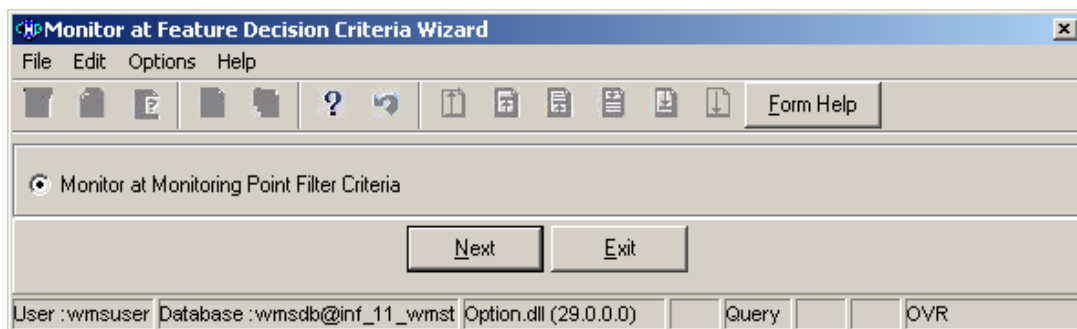 Monitor at Feature Decision Criteria Wizard
File Edit Options Help
Form Help
Monitor at Monitoring Point Filter Criteria
Next Exit
User :wmsuser Database :wmsdb@inf_11_wmst Option.dll (29.0.0.0) Query OVR